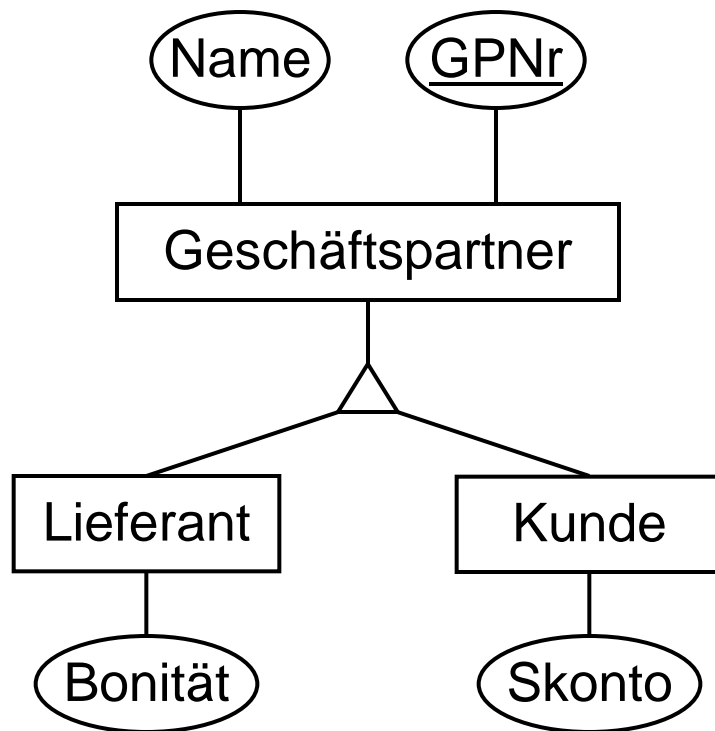 Name
GPNr
Geschäftspartner
Lieferant
Kunde
Bonität
Skonto